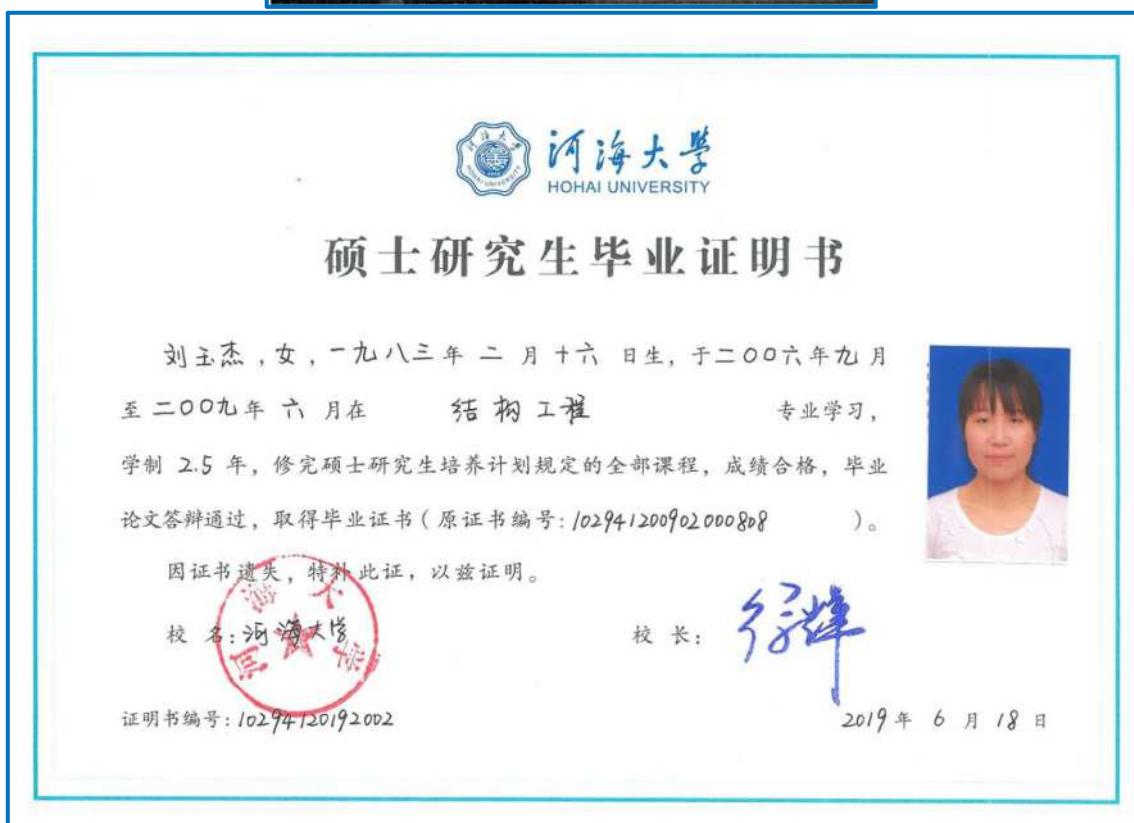 河海大學
HOHAI UNIVERSITY
硕士研究生毕业证明书
刘玉杰,女,一九八三年 二 月 十六 日生,于二〇〇六年九月
至二〇〇九年 六 月在 结构工程 专业学习,
学制 2.5 年,修完硕士研究生培养计划规定的全部课程,成绩合格,毕业
论文答辩通过,取得毕业证书(原证书编号:102941200902000808 )。
因证书遗失,特补此证,以兹证明。
校 名:河海大学
校 长:徐辉
河海大学
证明书编号:10294120192002
2019 年 6 月 18 日